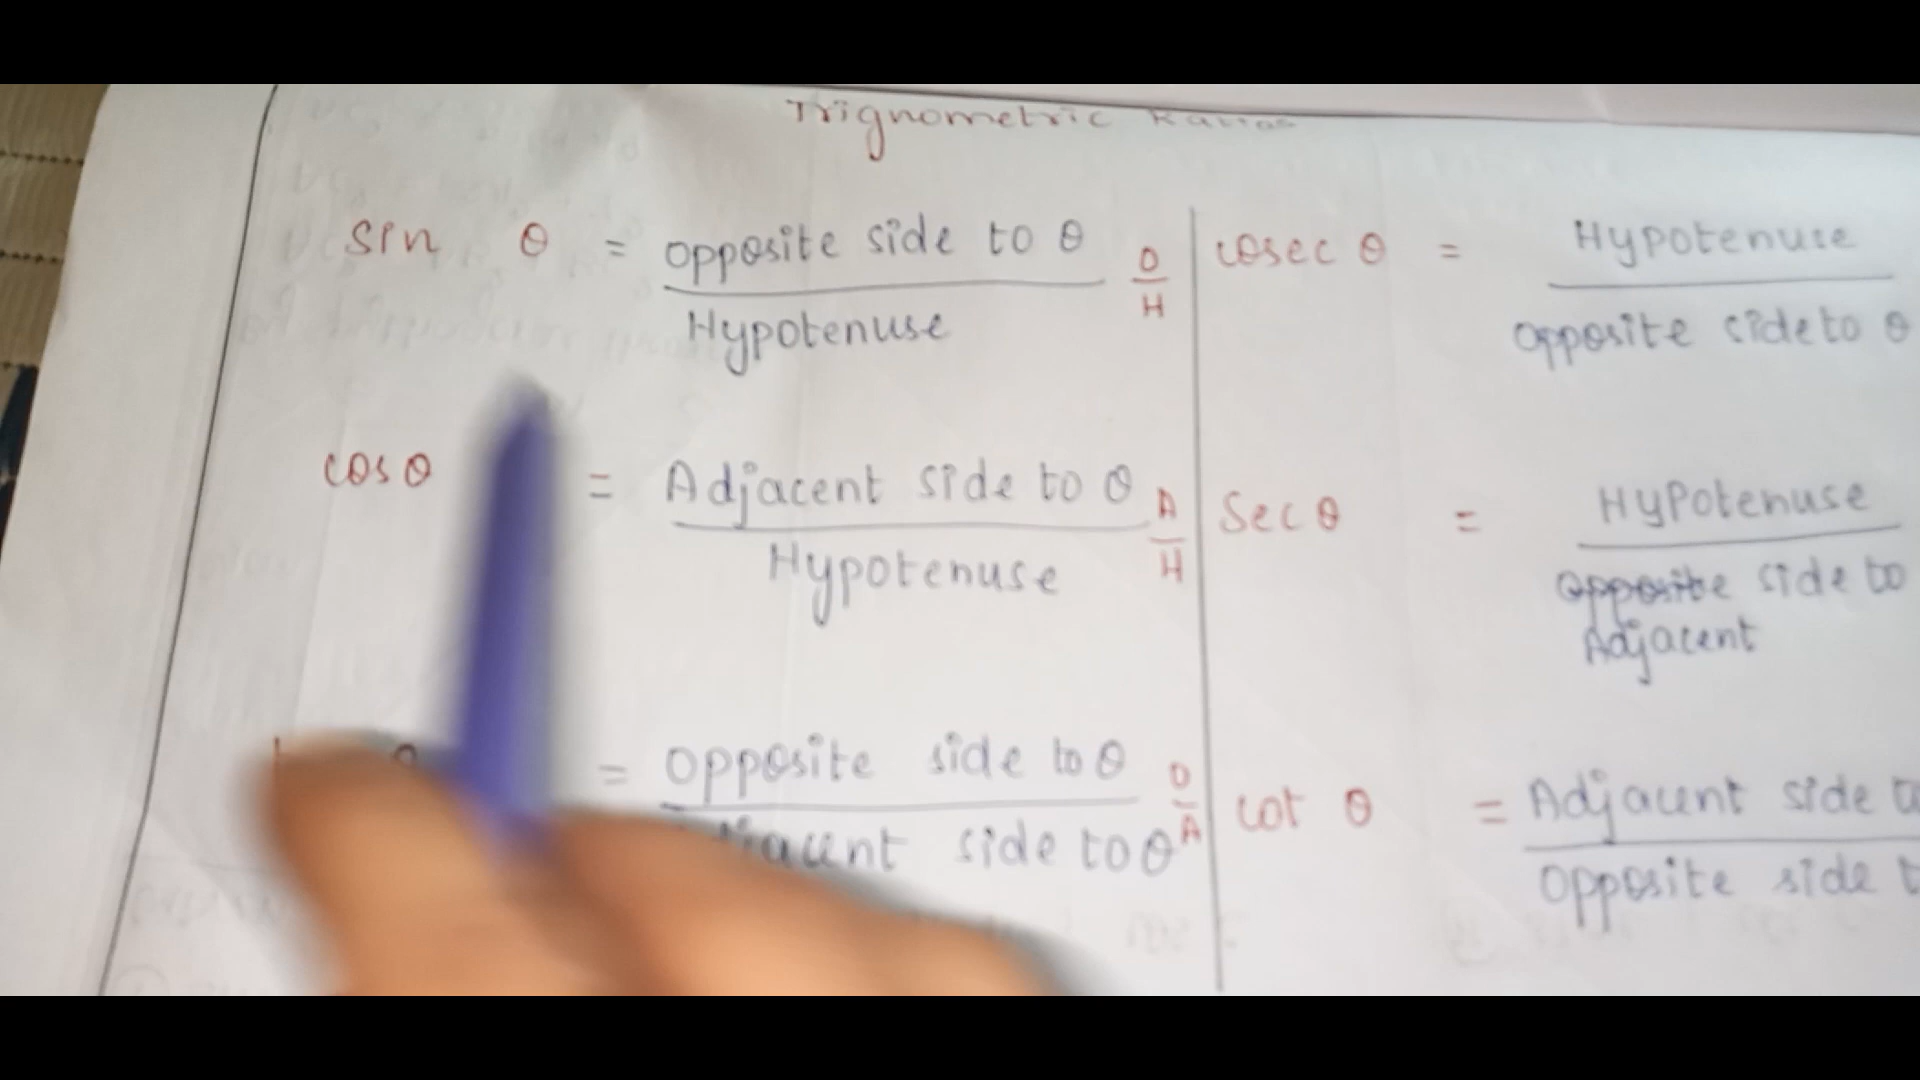 Trignometric Ratios
sin θ = opposite side to θ O cosec θ = Hypotenuse
Hypotenuse H opposite side to θ
cos θ = Adjacent side to θ A Sec θ = HyPotenuse
Hypotenuse H opposite side to
Adjacent
θ = opposite side to θ O cot θ = Adjacent side
side to θ A opposite side